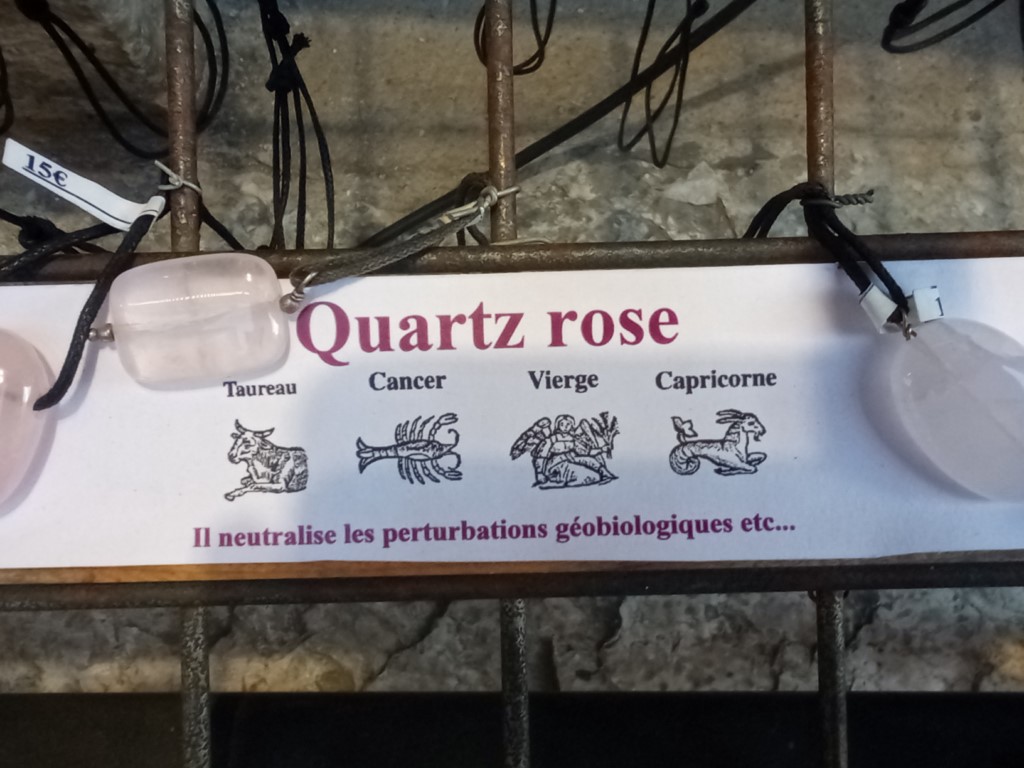 15€
Quartz rose
Taureau Cancer Vierge Capricorne
Il neutralise les perturbations géobiologiques etc...